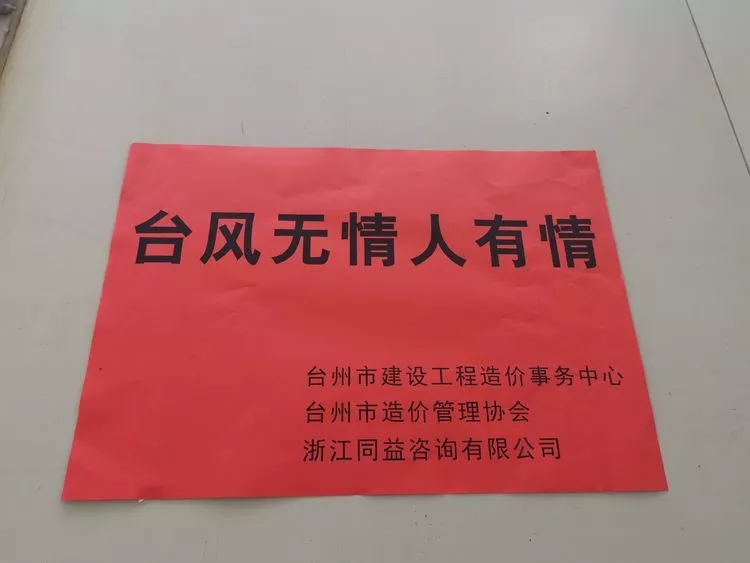 台风无情人有情
台州市建设工程造价事务中心
台州市造价管理协会
浙江同益咨询有限公司